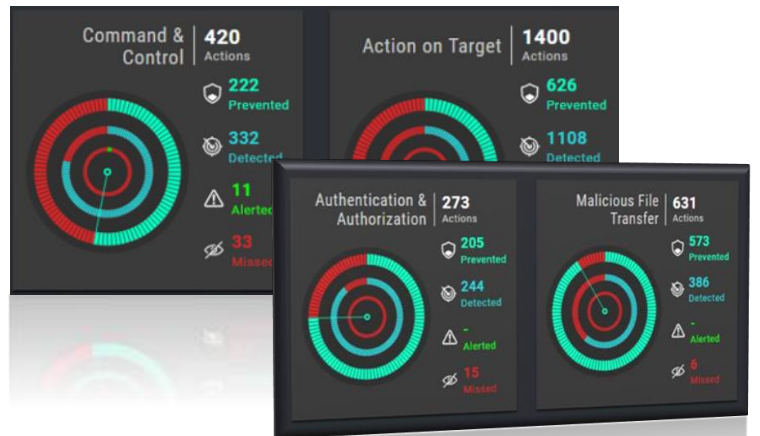 Command &
Control
420
Actions
222
Prevented
332
Detected
11
Alerted
33
Missed
Action on Target
1400
Actions
626
Prevented
1108
Detected
Authentication &
Authorization
273
Actions
205
Prevented
244
Detected
-
Alerted
15
Missed
Malicious File
Transfer
631
Actions
573
Prevented
386
Detected
-
Alerted
6
Missed